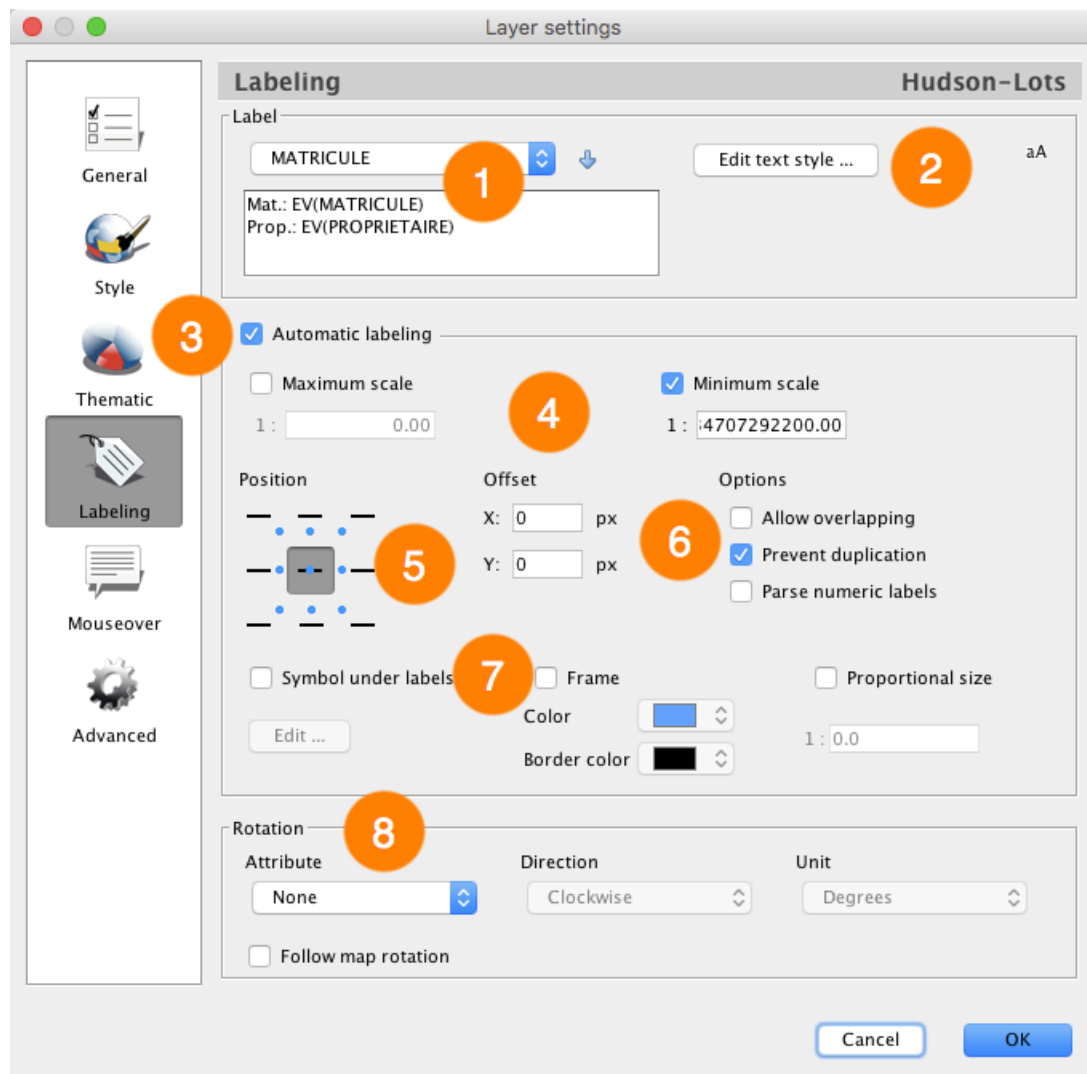 Layer settings
General
Style
Thematic
Labeling
Mouseover
Advanced
Labeling Hudson-Lots
Label
MATRICULE 1 Edit text style ... 2 aA
Mat.: EV(MATRICULE)
Prop.: EV(PROPRIETAIRE)
3 Automatic labeling
Maximum scale 4 Minimum scale
1 : 0.00 1 : 4707292200.00
Position Offset Options
X: 0 px Allow overlapping
5 6 Prevent duplication
Y: 0 px
Parse numeric labels
Symbol under labels 7 Frame Proportional size
Color
Edit ... 1 : 0.0
Border color
Rotation 8
Attribute Direction Unit
None Clockwise Degrees
Follow map rotation
Cancel OK